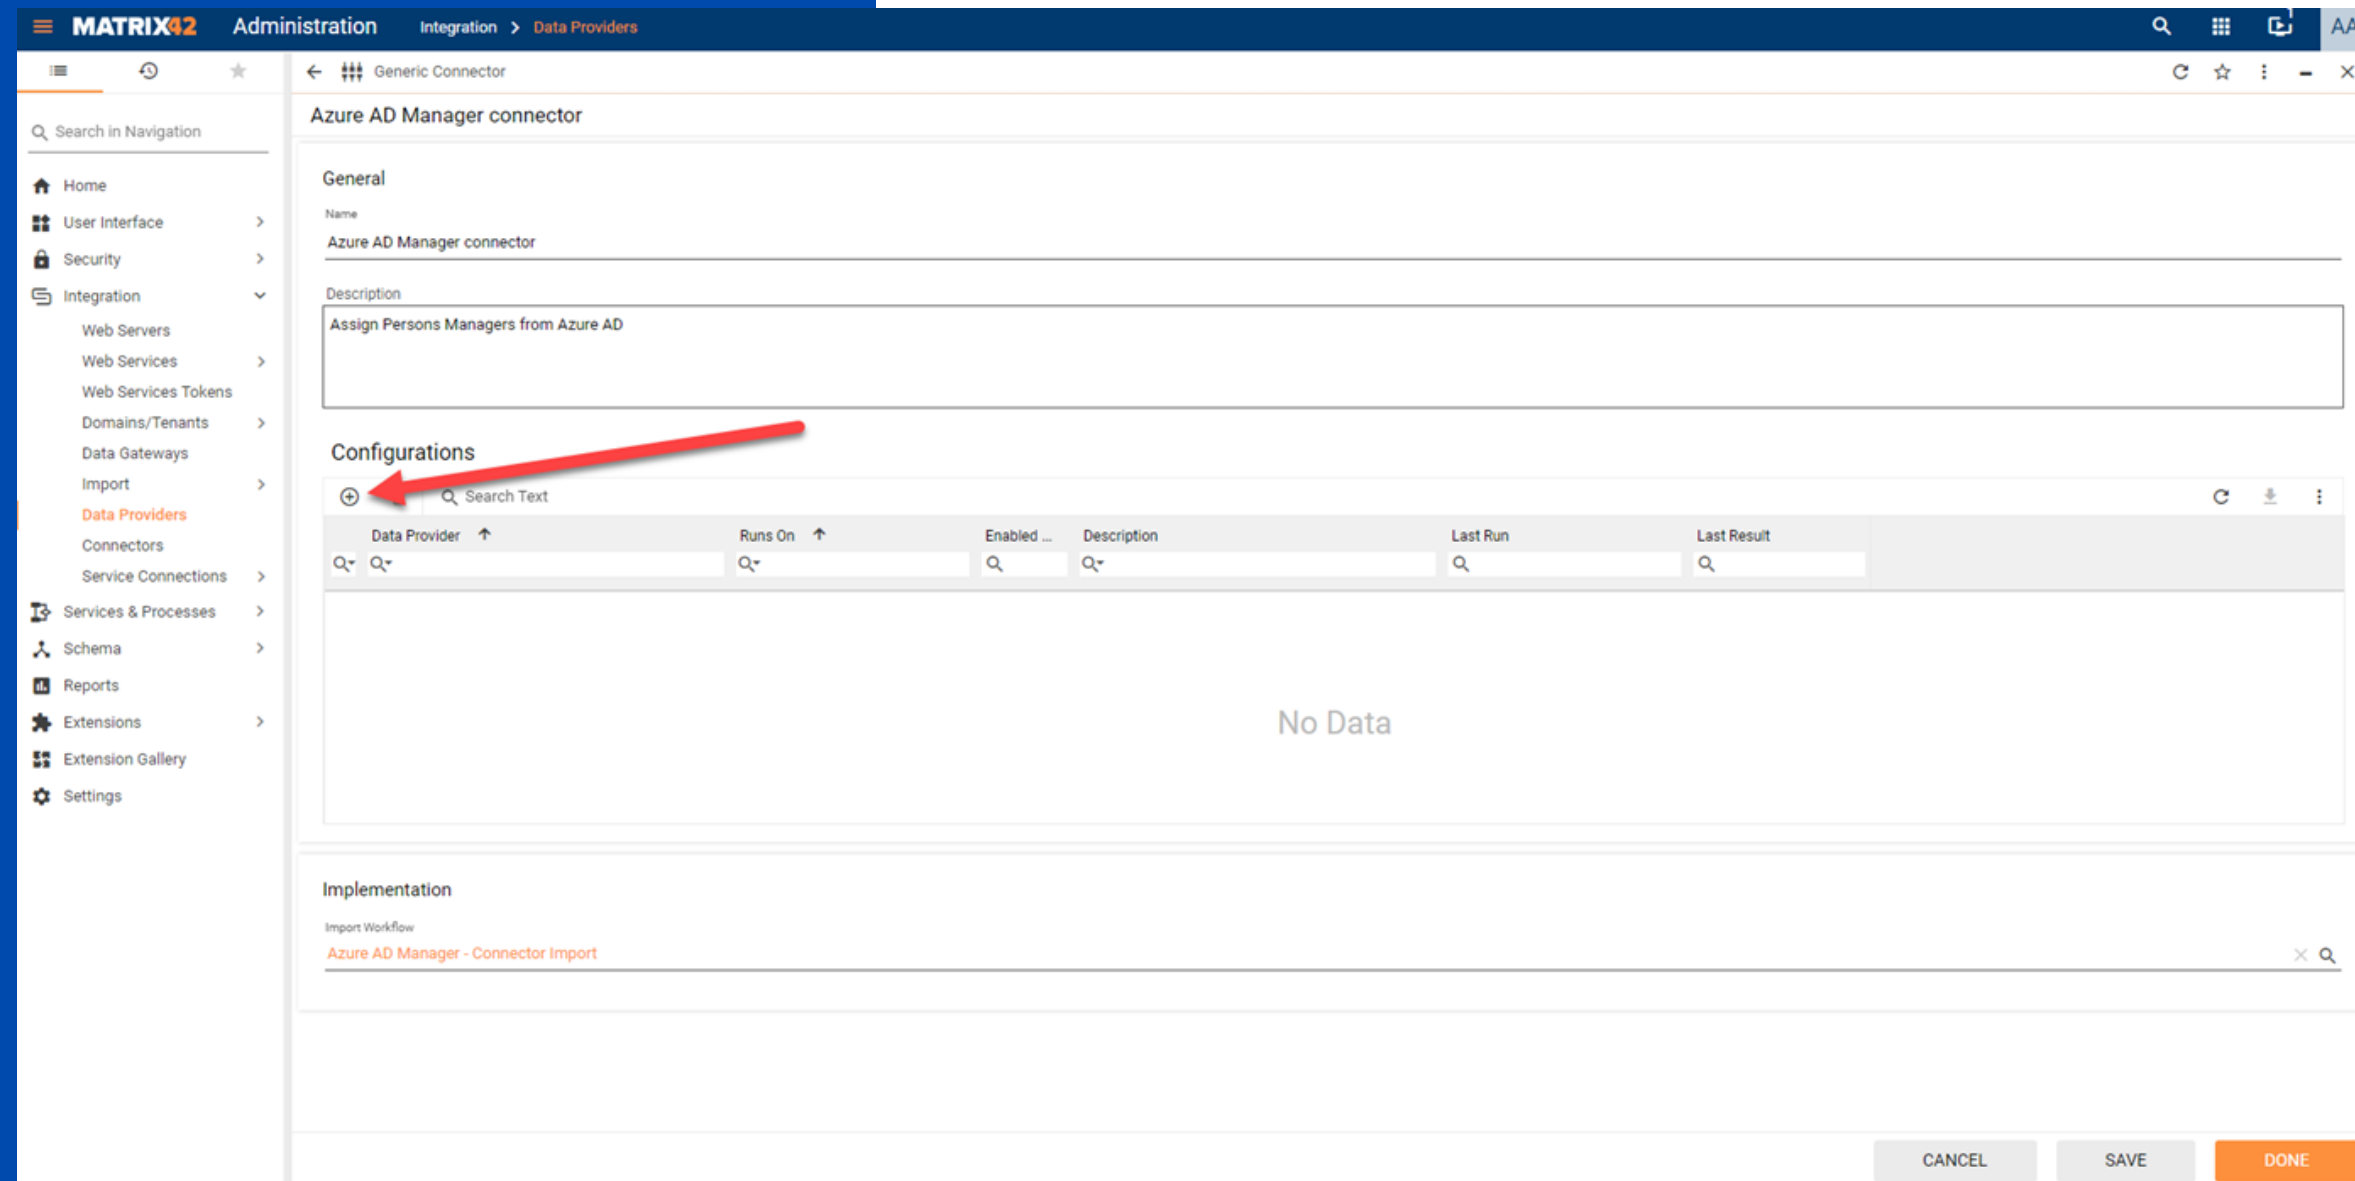 MATRIX42 Administration Integration > Data Providers AA
Generic Connector
Azure AD Manager connector
Search in Navigation
Home
User Interface
Security
Integration
Web Servers
Web Services
Web Services Tokens
Domains/Tenants
Data Gateways
Import
Data Providers
Connectors
Service Connections
Services & Processes
Schema
Reports
Extensions
Extension Gallery
Settings
General
Name
Azure AD Manager connector
Description
Assign Persons Managers from Azure AD
Configurations
Search Text
Data Provider Runs On Enabled ... Description Last Run Last Result
No Data
Implementation
Import Workflow
Azure AD Manager - Connector Import
CANCEL SAVE DONE